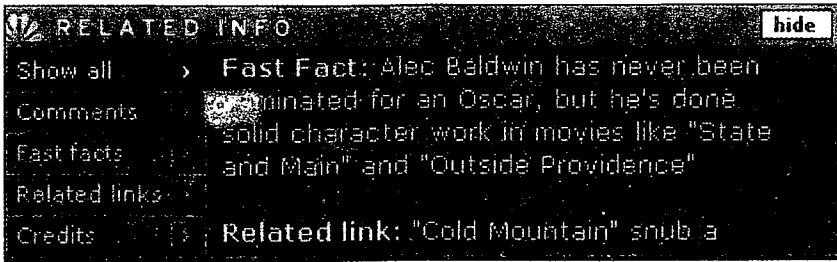 RELATED INFO
hide
Show all
Comments
Fast facts
Related links
Credits
Fast Fact: Alec Baldwin has never been
nominated for an Oscar, but he's done
solid character work in movies like "State
and Main" and "Outside Providence"
Related link: "Cold Mountain" snub a